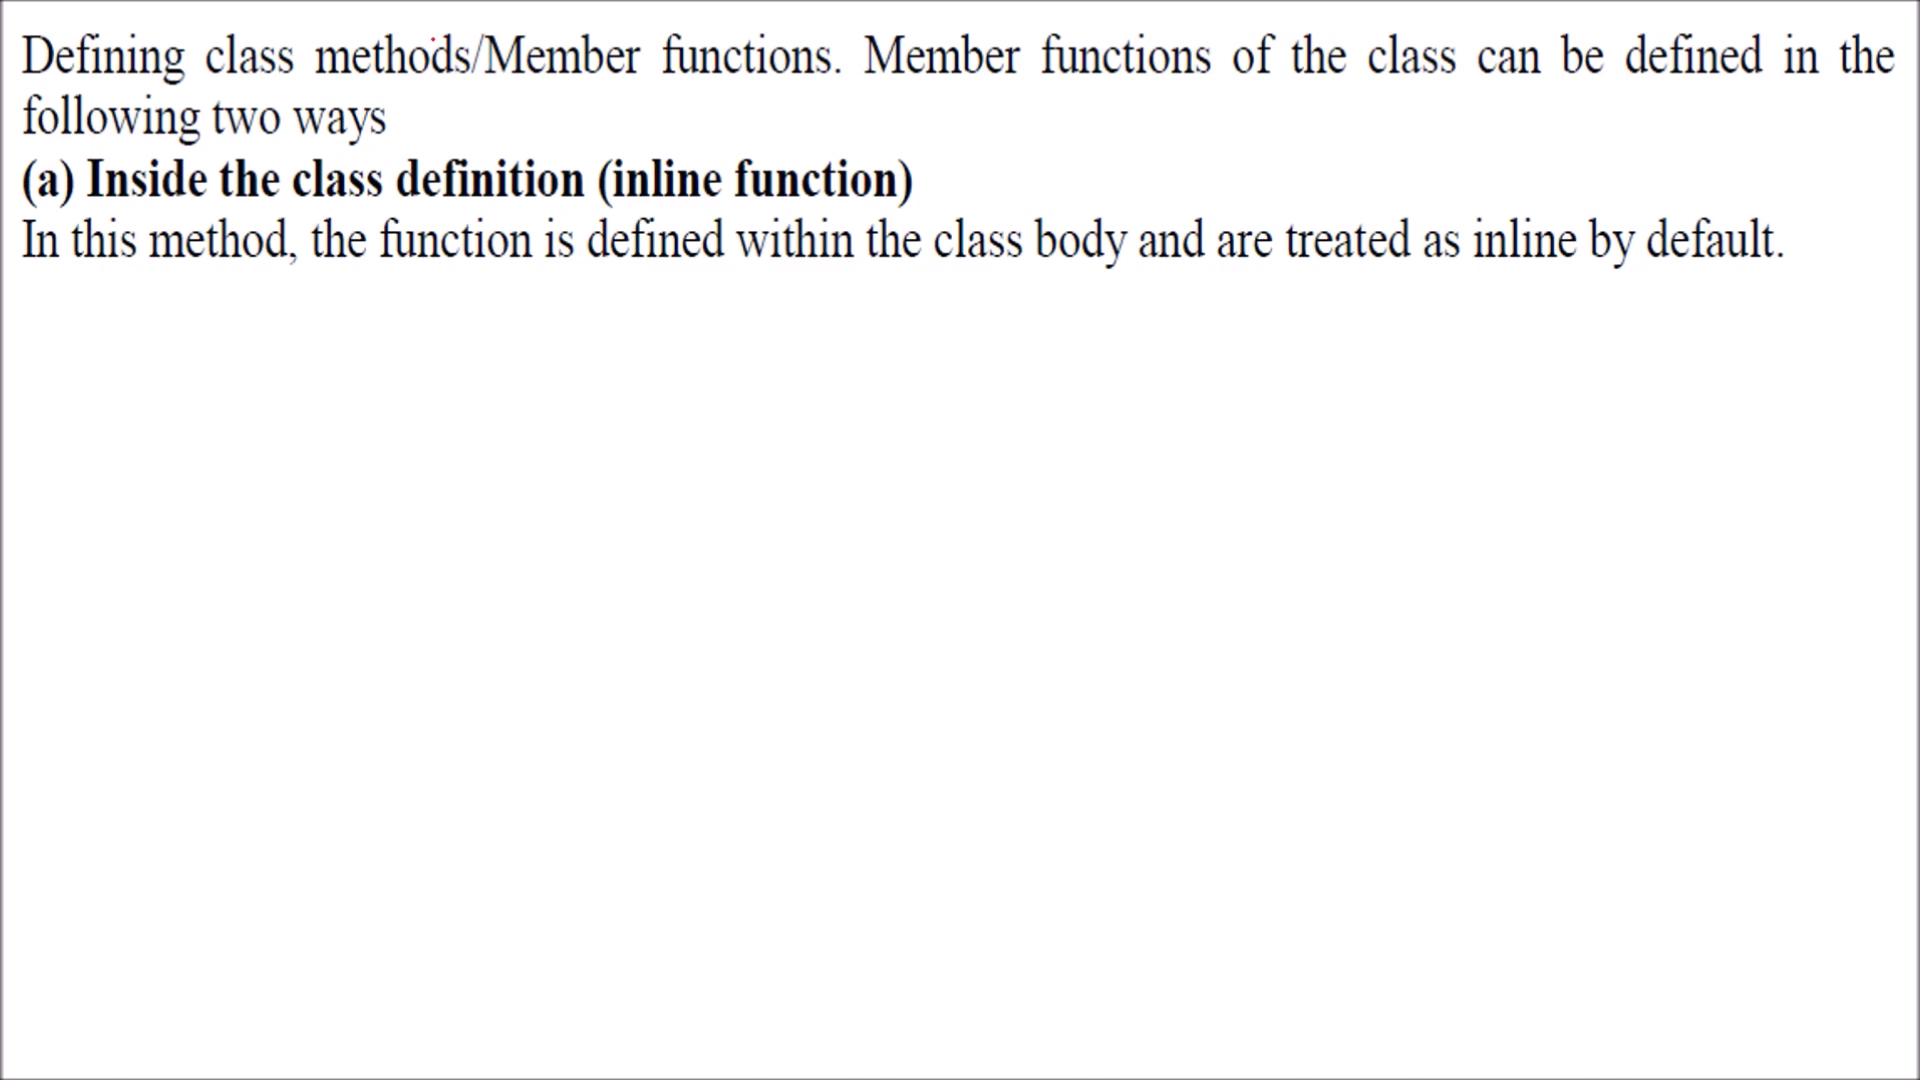 Defining class methods/Member functions. Member functions of the class can be defined in the
following two ways
(a) Inside the class definition (inline function)
In this method, the function is defined within the class body and are treated as inline by default.